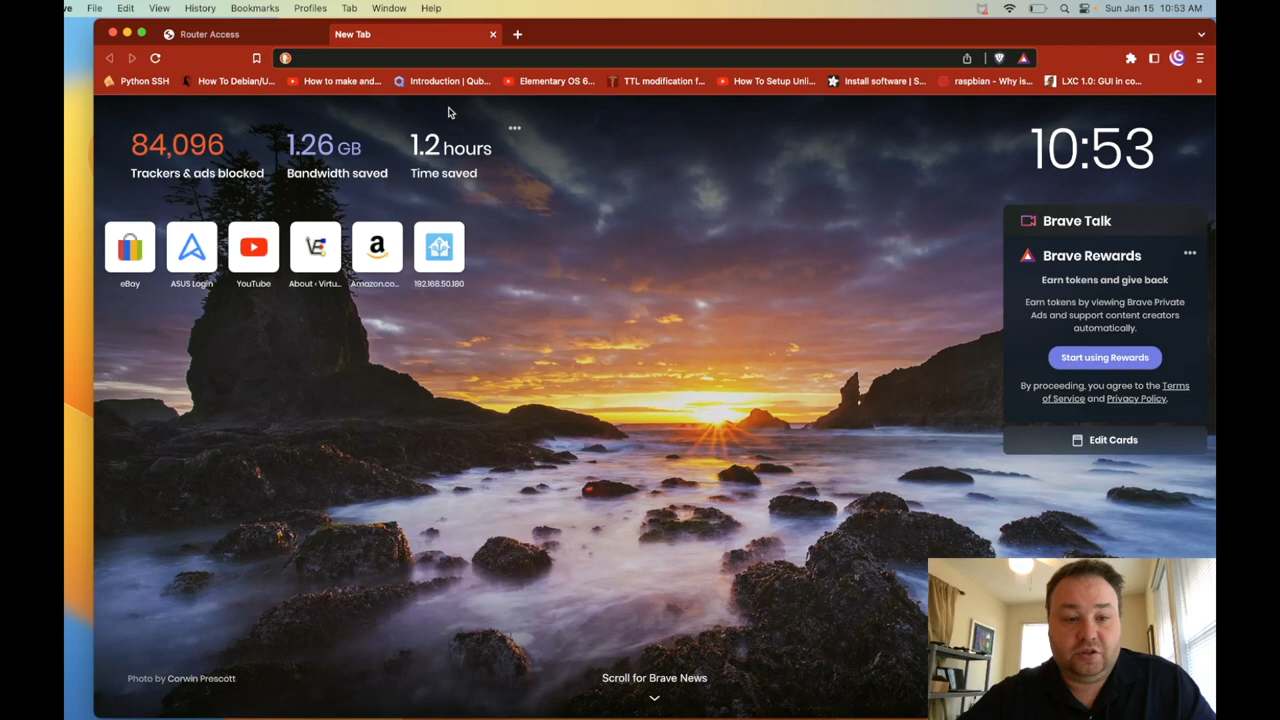 ve File Edit View History Bookmarks Profiles Tab Window Help Sun Jan 15 10:53 AM
Router Access New Tab
Python SSH How To Debian/U... How to make and... Introduction | Qub... Elementary OS 6... TTL modification f... How To Setup Unli... Install software | S... raspbian - Why is... LXC 1.0: GUI in co... »
84,096 1.26 GB 1.2 hours
Trackers & ads blocked Bandwidth saved Time saved
10:53
Brave Talk
Brave Rewards
Earn tokens and give back
Earn tokens by viewing Brave Private
Ads and support content creators
automatically.
Start using Rewards
By proceeding, you agree to the Terms
of Service and Privacy Policy.
Edit Cards
eBay ASUS Login YouTube About ‹ Virtu... Amazon.co... 192.168.50.180
Photo by Corwin Prescott
Scroll for Brave News